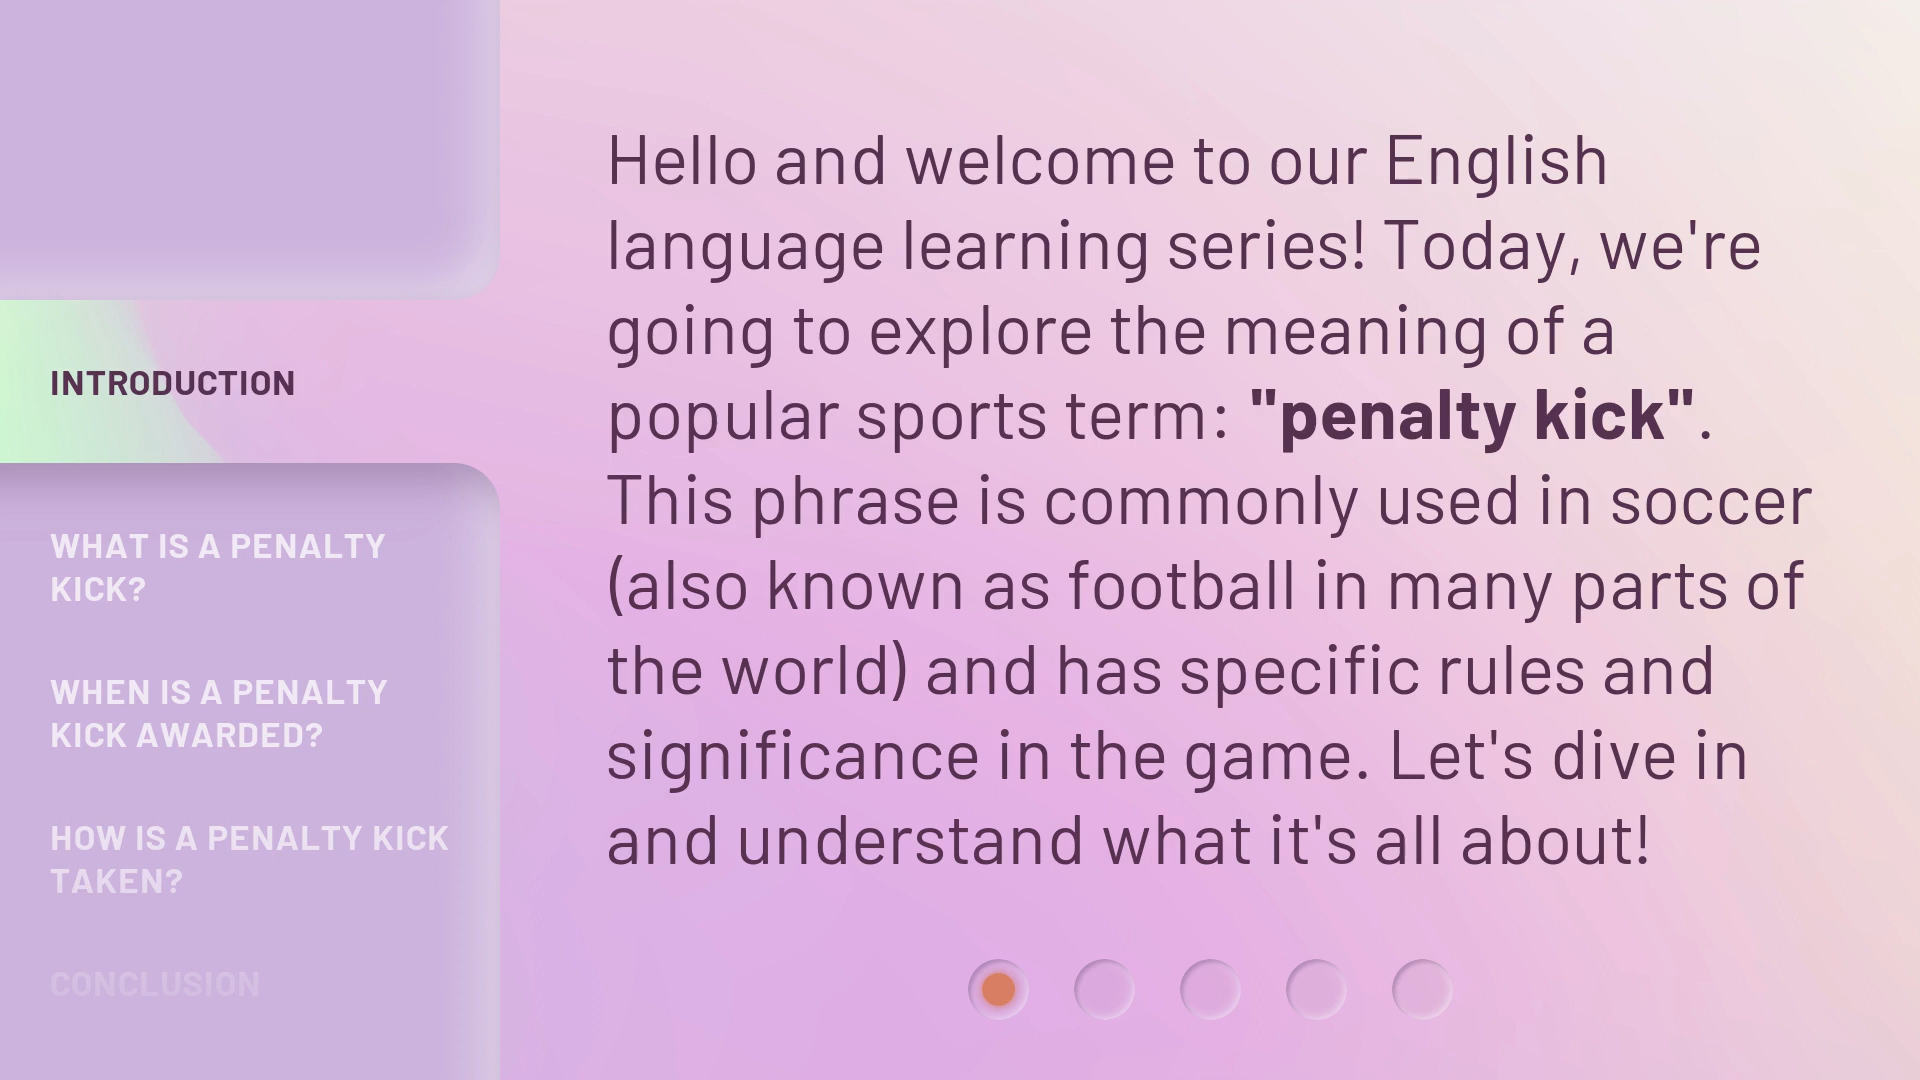 INTRODUCTION
WHAT IS A PENALTY
KICK?
WHEN IS A PENALTY
KICK AWARDED?
HOW IS A PENALTY KICK
TAKEN?
CONCLUSION
Hello and welcome to our English
language learning series! Today, we're
going to explore the meaning of a
popular sports term: "penalty kick".
This phrase is commonly used in soccer
(also known as football in many parts of
the world) and has specific rules and
significance in the game. Let's dive in
and understand what it's all about!